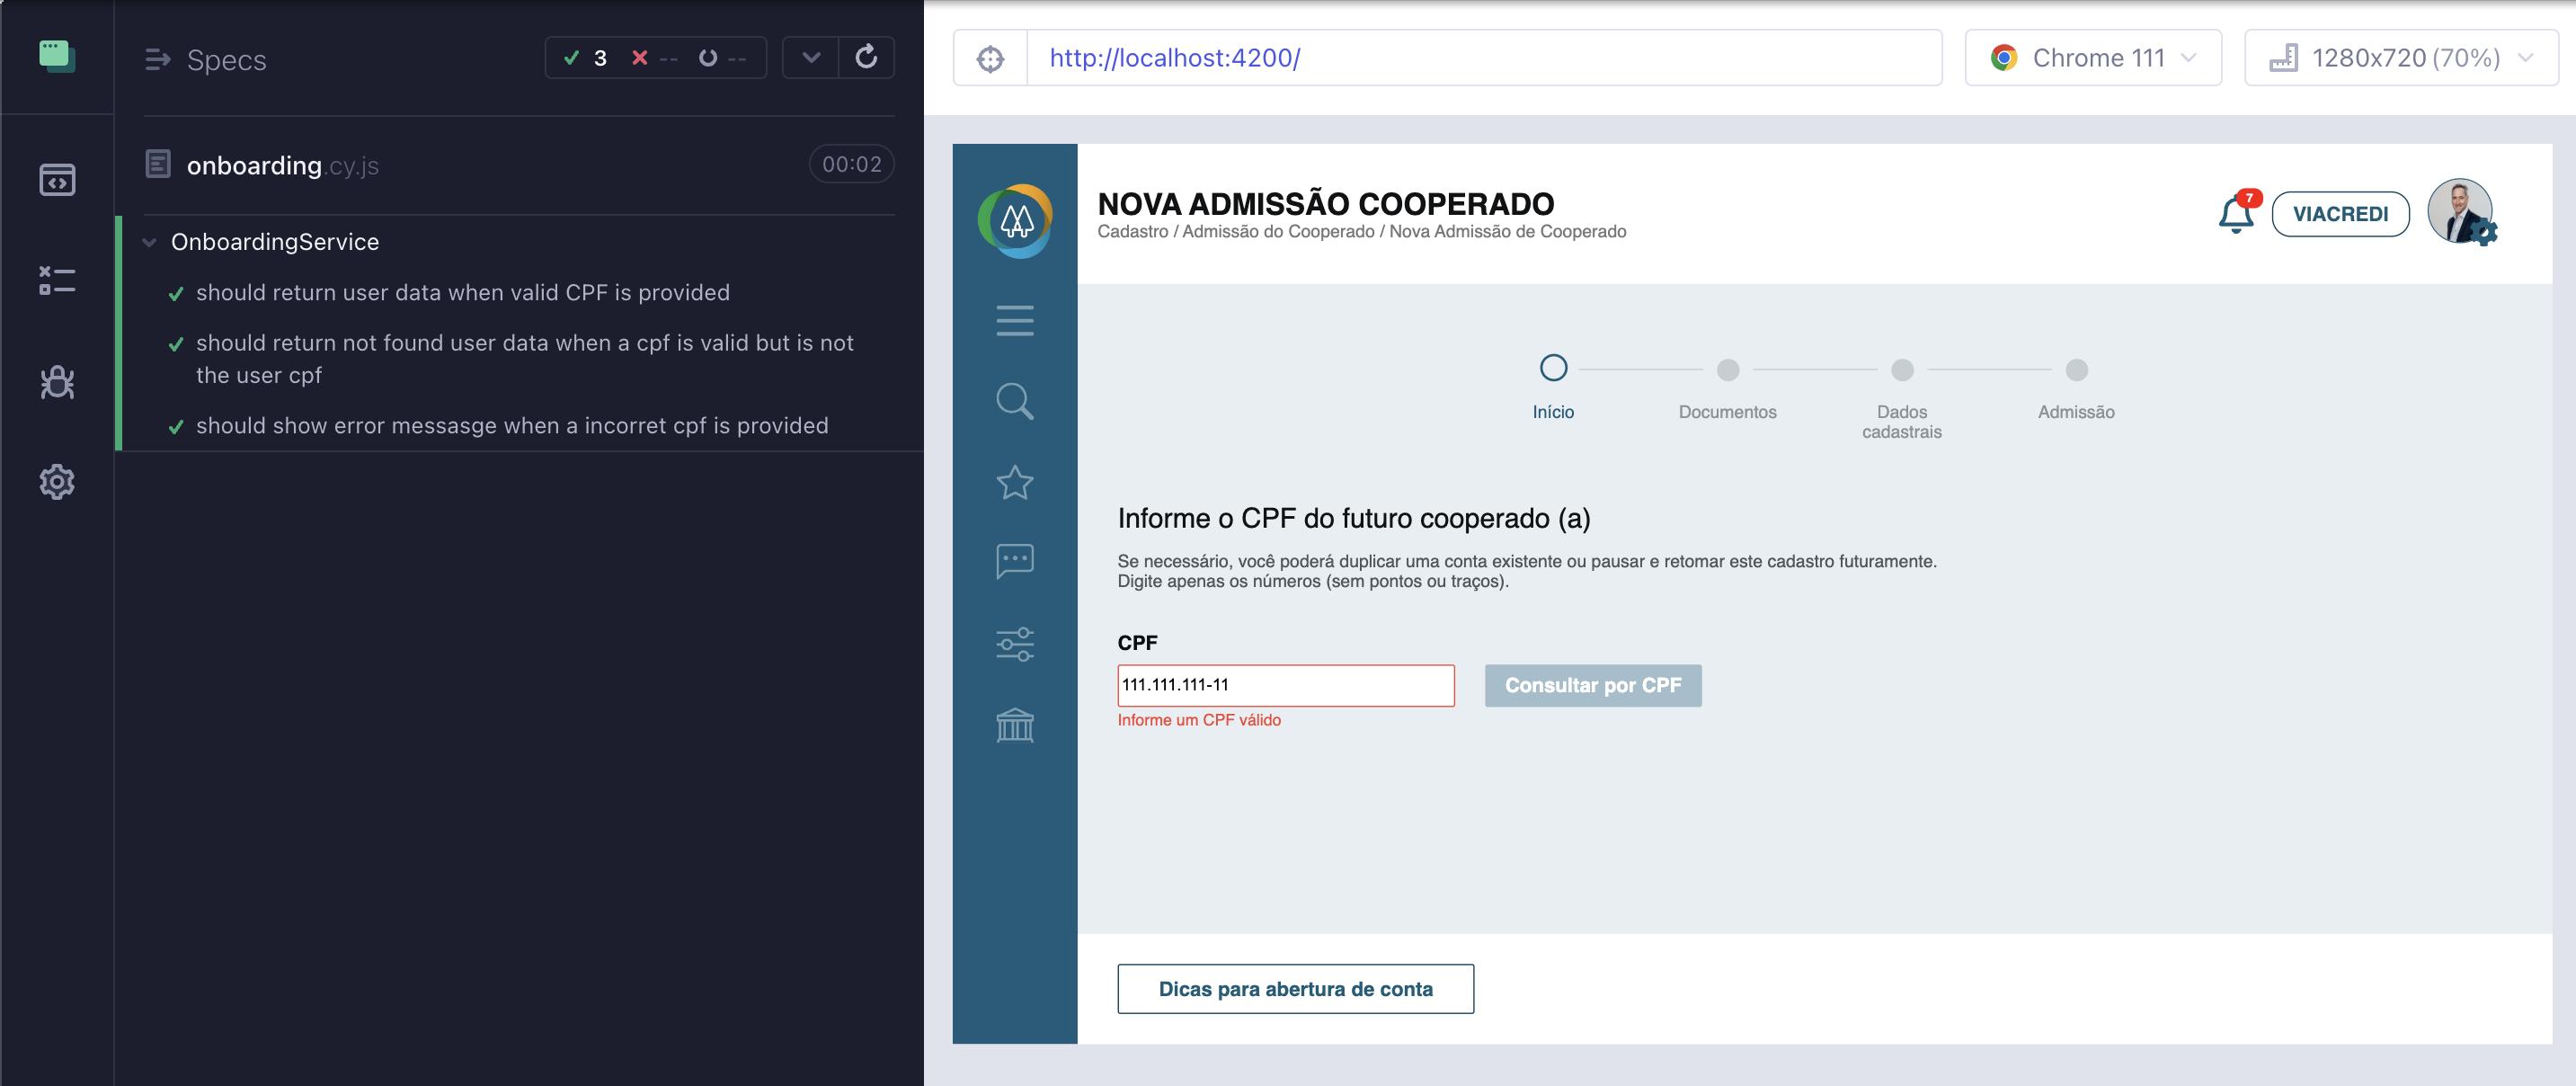 Specs
3 -- --
http://localhost:4200/
Chrome 111
1280x720 (70%)
onboarding.cy.js
00:02
OnboardingService
should return user data when valid CPF is provided
should return not found user data when a cpf is valid but is not
the user cpf
should show error messasge when a incorret cpf is provided
NOVA ADMISSÃO COOPERADO
Cadastro / Admissão do Cooperado / Nova Admissão de Cooperado
7
VIACREDI
Início
Documentos
Dados
cadastrais
Admissão
Informe o CPF do futuro cooperado (a)
Se necessário, você poderá duplicar uma conta existente ou pausar e retomar este cadastro futuramente.
Digite apenas os números (sem pontos ou traços).
CPF
111.111.111-11
Consultar por CPF
Informe um CPF válido
Dicas para abertura de conta